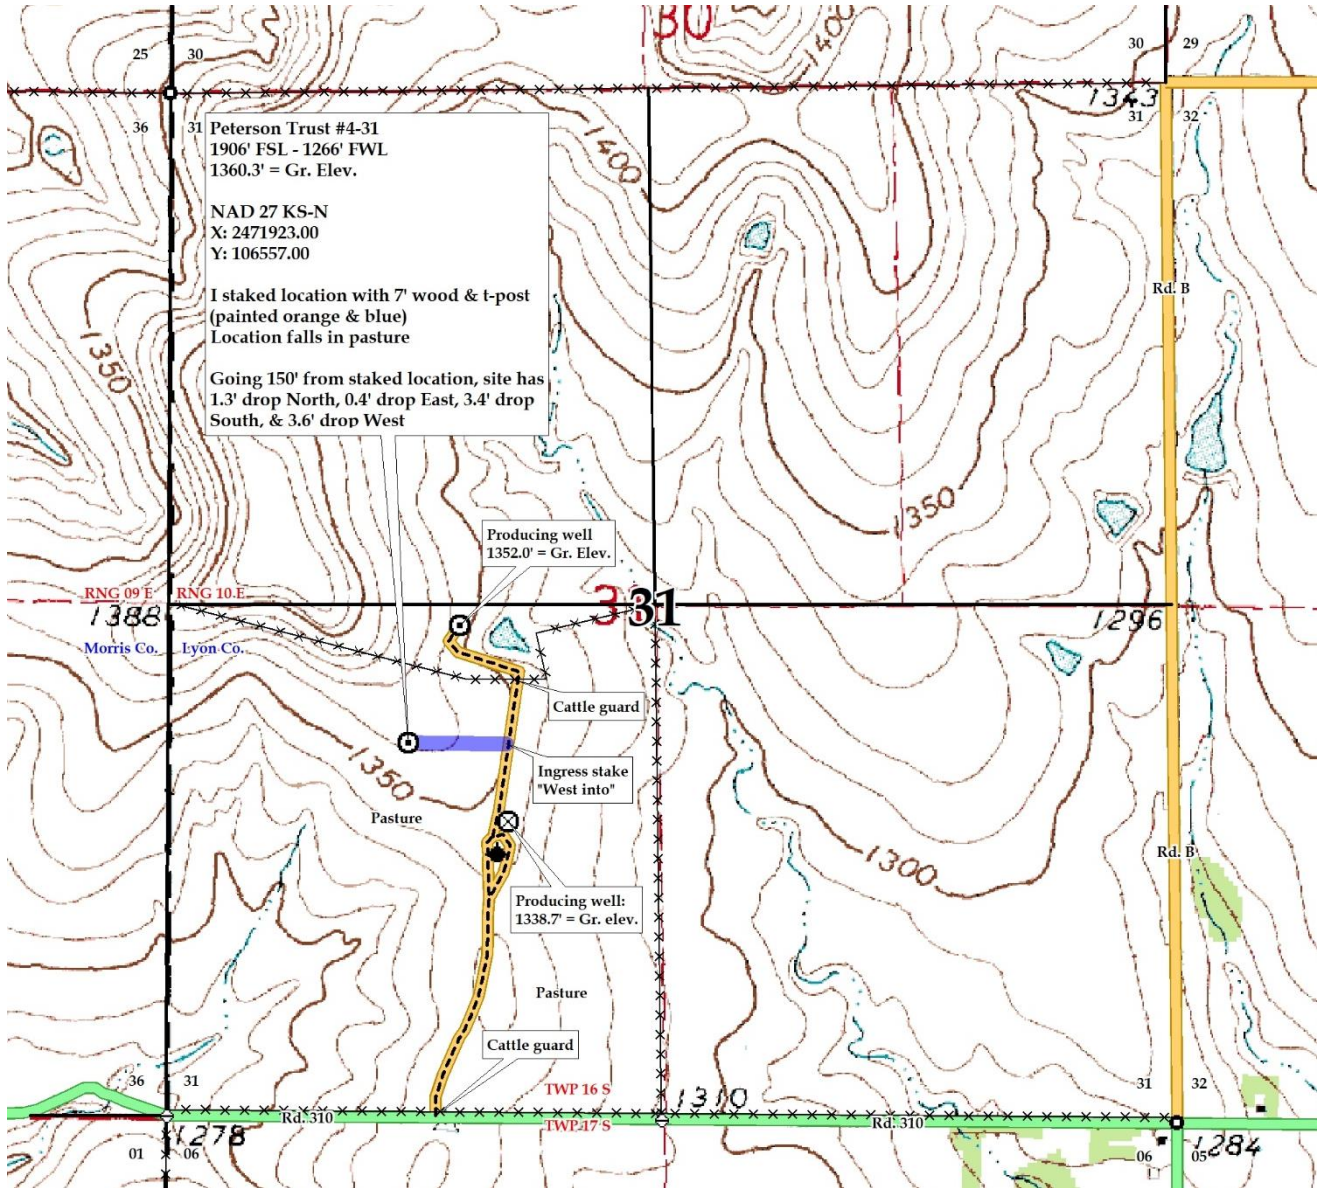 30
1400
25 30
30 29
1343
36 31
31 32
Peterson Trust #4-31
1906' FSL - 1266' FWL
1360.3' = Gr. Elev.
NAD 27 KS-N
X: 2471923.00
Y: 106557.00
I staked location with 7' wood & t-post
(painted orange & blue)
Location falls in pasture
Going 150' from staked location, site has
1.3' drop North, 0.4' drop East, 3.4' drop
South, & 3.6' drop West
1400
Rd. B
1350
1350
Producing well
1352.0' = Gr. Elev.
RNG 09 E RNG 10 E
1388
31
1296
Morris Co. Lyon Co.
Cattle guard
Ingress stake
"West into"
1350
Pasture
Rd. B
1300
Producing well:
1338.7' = Gr. elev.
Pasture
Cattle guard
36 31
TWP 16 S
31 32
1310
Rd. 310
TWP 17 S
Rd. 310
1278
01 06
06 05
1284